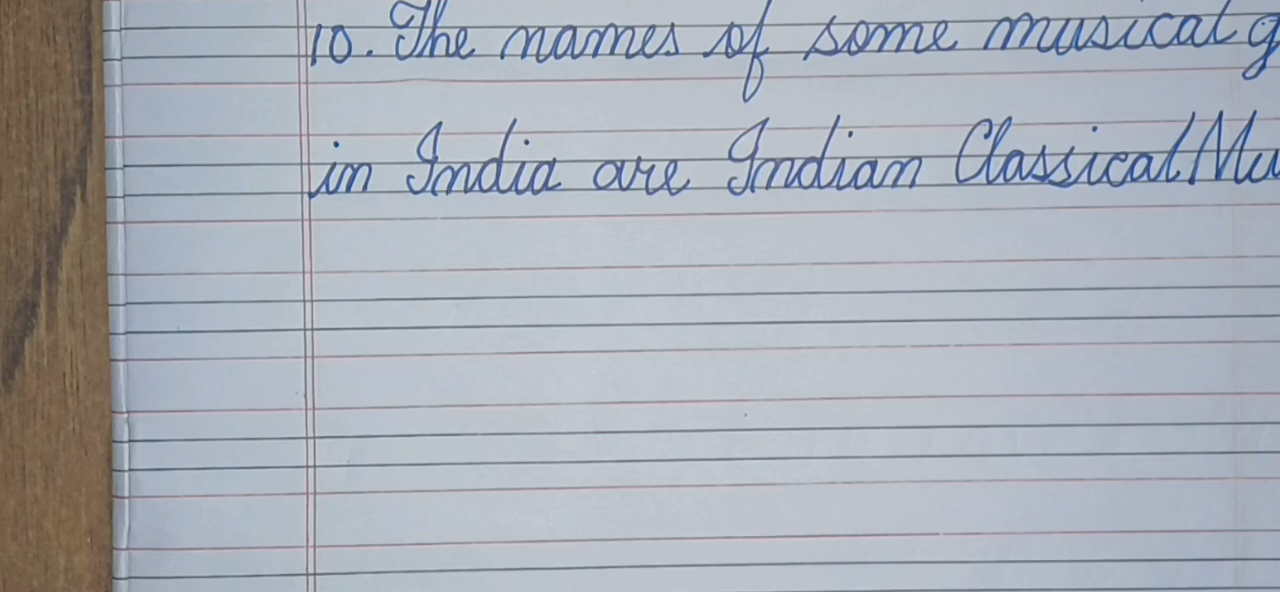 10. The names of some musical
in India are Indian Classical